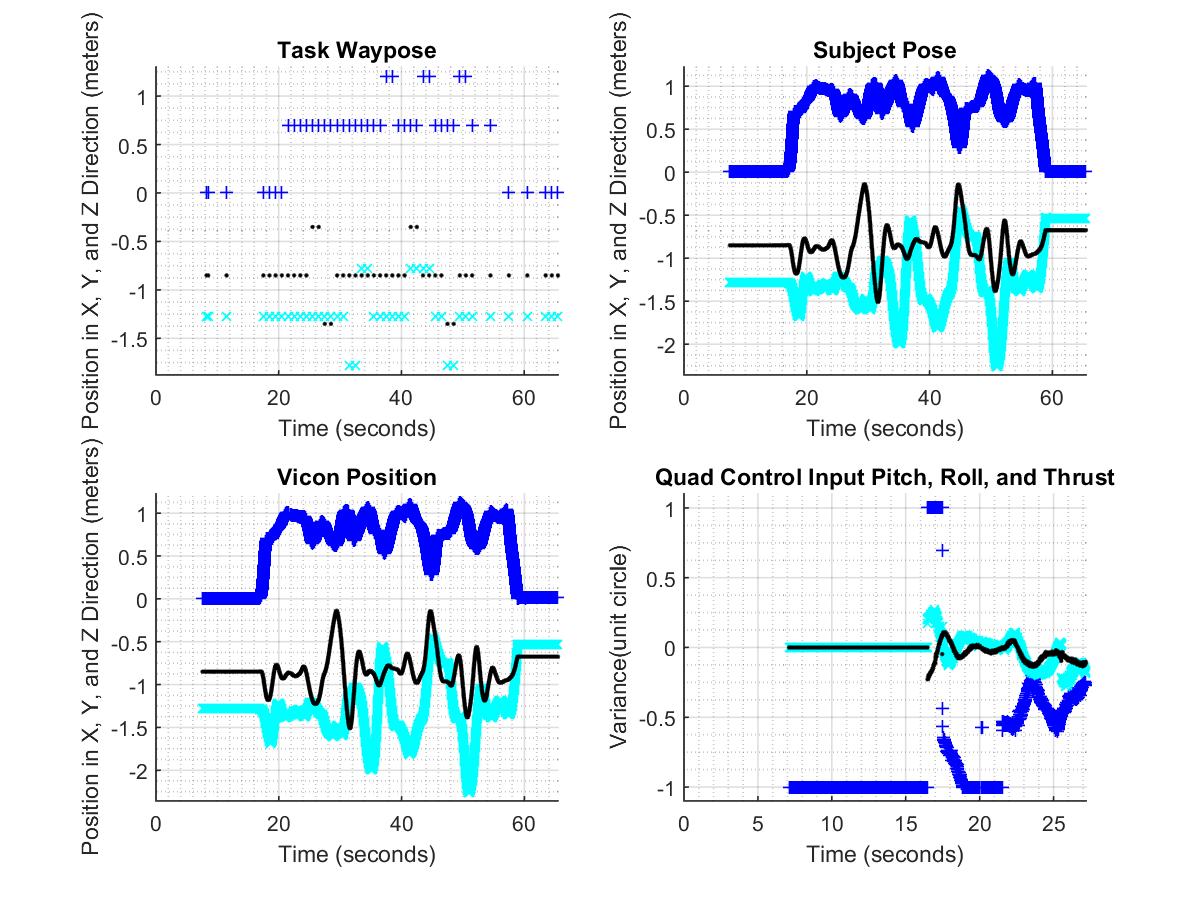 Task Waypose
Position in X, Y, and Z Direction (meters)
1
0.5
0
-0.5
-1
-1.5
0 20 40 60
Time (seconds)
Subject Pose
Position in X, Y, and Z Direction (meters)
1
0.5
0
-0.5
-1
-1.5
-2
0 20 40 60
Time (seconds)
Vicon Position
Position in X, Y, and Z Direction (meters)
1
0.5
0
-0.5
-1
-1.5
-2
0 20 40 60
Time (seconds)
Quad Control Input Pitch, Roll, and Thrust
Variance(unit circle)
1
0.5
0
-0.5
-1
0 5 10 15 20 25
Time (seconds)